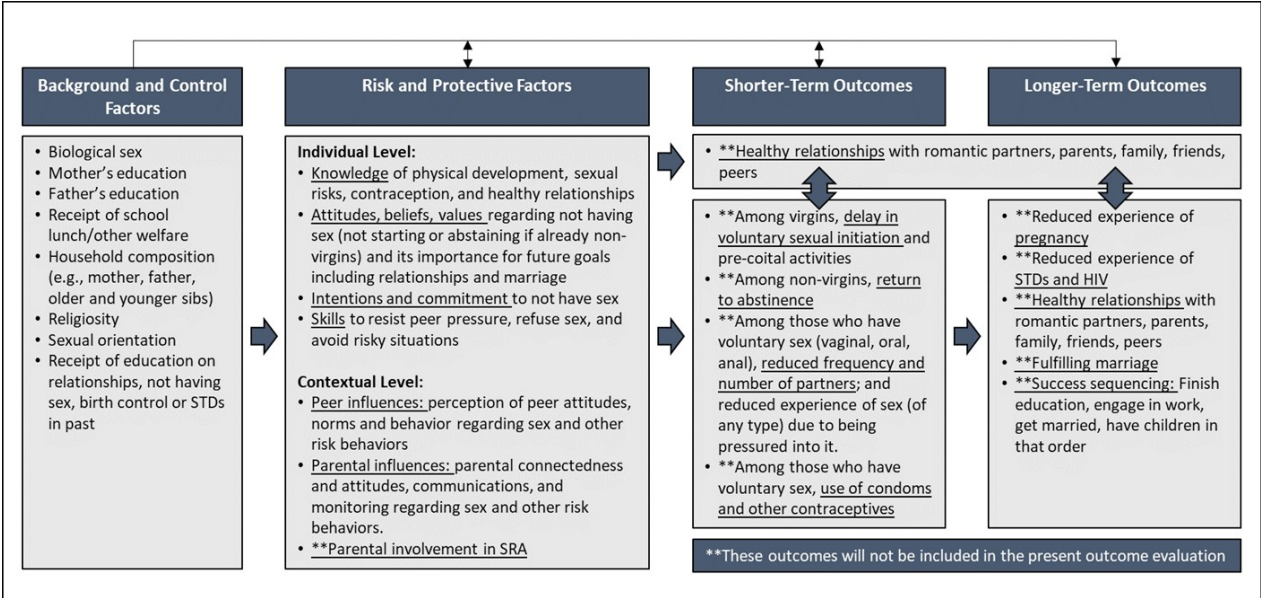 Background and Control
Factors
• Biological sex
• Mother's education
• Father's education
• Receipt of school
lunch/other welfare
• Household composition
(e.g., mother, father,
older and younger sibs)
• Religiosity
• Sexual orientation
• Receipt of education on
relationships, not having
sex, birth control or STDs
in past
Risk and Protective Factors
Individual Level:
• Knowledge of physical development, sexual
risks, contraception, and healthy relationships
• Attitudes, beliefs, values regarding not having
sex (not starting or abstaining if already non-
virgins) and its importance for future goals
including relationships and marriage
• Intentions and commitment to not have sex
• Skills to resist peer pressure, refuse sex, and
avoid risky situations
Contextual Level:
• Peer influences: perception of peer attitudes,
norms and behavior regarding sex and other
risk behaviors
• Parental influences: parental connectedness
and attitudes, communications, and
monitoring regarding sex and other risk
behaviors.
• **Parental involvement in SRA
Shorter-Term Outcomes
Longer-Term Outcomes
• **Healthy relationships with romantic partners, parents, family, friends,
peers
• **Among virgins, delay in
voluntary sexual initiation and
pre-coital activities
• **Among non-virgins, return
to abstinence
• **Among those who have
voluntary sex (vaginal, oral,
anal), reduced frequency and
number of partners; and
reduced experience of sex (of
any type) due to being
pressured into it.
• **Among those who have
voluntary sex, use of condoms
and other contraceptives
• **Reduced experience of
pregnancy
• **Reduced experience of
STDs and HIV
• **Healthy relationships with
romantic partners, parents,
family, friends, peers
• **Fulfilling marriage
• **Success sequencing: Finish
education, engage in work,
get married, have children in
that order
**These outcomes will not be included in the present outcome evaluation